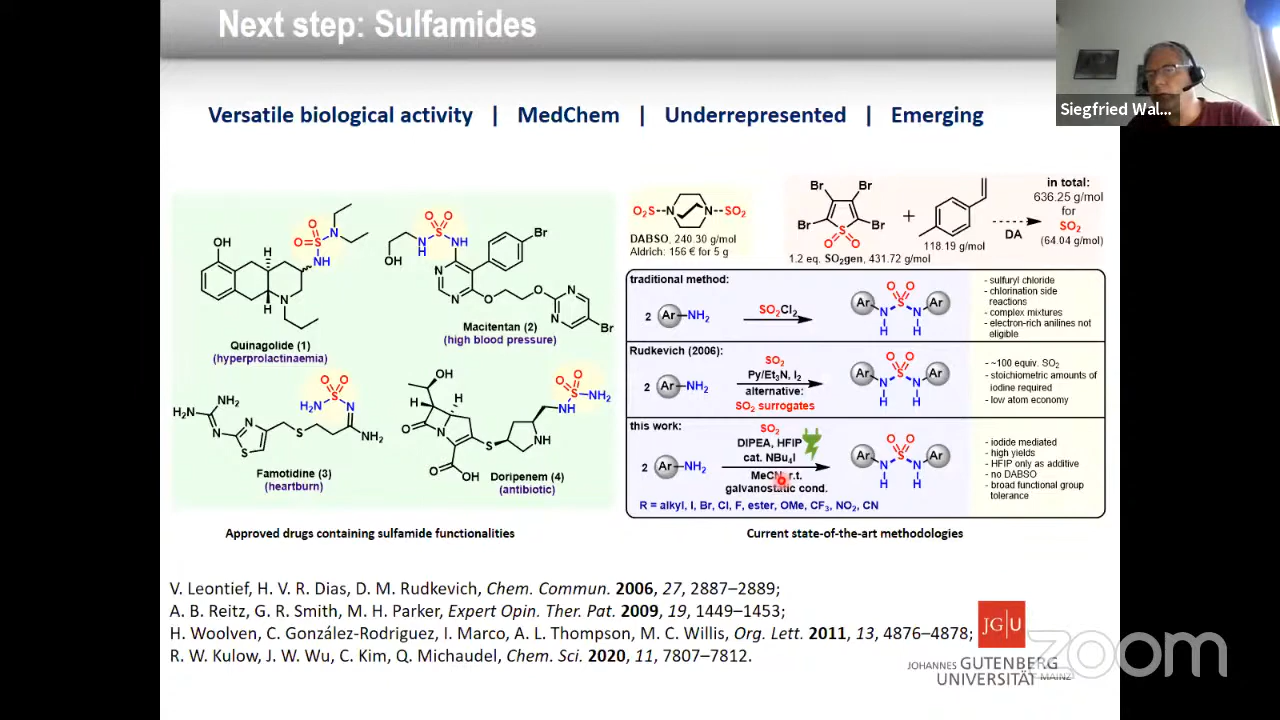 Next step: Sulfamides
Siegfried Wal...
Versatile biological activity | MedChem | Underrepresented | Emerging
OH
H
H
N
O
O
S
N
NH
Quinagolide (1)
(hyperprolactinaemia)
O
O
S
N
H
NH
OH
Br
N
N
O
O
N
N
Br
Macitentan (2)
(high blood pressure)
NH2
H2N
N
N
S
S
O
O
S
H2N
N
NH2
Famotidine (3)
(heartburn)
OH
H
H
O
N
O
OH
S
NH
O
O
S
NH2
NH
Doripenem (4)
(antibiotic)
Approved drugs containing sulfamide functionalities
O2S
N
N
SO2
DABSO, 240.30 g/mol
Aldrich: 156 € for 5 g
Br
Br
Br
Br
S
O
O
1.2 eq. SO2gen, 431.72 g/mol
+
118.19 g/mol
DA
in total:
636.25 g/mol
for
SO2
(64.04 g/mol)
traditional method:
2 Ar NH2
SO2Cl2
O O
Ar N S N Ar
H H
- sulfuryl chloride
- chlorination side
reactions
- complex mixtures
- electron-rich anilines not
eligible
Rudkevich (2006):
2 Ar NH2
SO2
Py/Et3N, I2
alternative:
SO2 surrogates
O O
Ar N S N Ar
H H
- ~100 equiv. SO2
- stoichiometric amounts of
iodine required
- low atom economy
this work:
2 Ar NH2
SO2
DIPEA, HFIP
cat. NBu4I
MeCN, r.t.
galvanostatic cond.
O O
Ar N S N Ar
H H
- iodide mediated
- high yields
- HFIP only as additive
- no DABSO
- broad functional group
tolerance
R = alkyl, I, Br, Cl, F, ester, OMe, CF3, NO2, CN
Current state-of-the-art methodologies
V. Leontief, H. V. R. Dias, D. M. Rudkevich, Chem. Commun. 2006, 27, 2887–2889;
A. B. Reitz, G. R. Smith, M. H. Parker, Expert Opin. Ther. Pat. 2009, 19, 1449–1453;
H. Woolven, C. González-Rodriguez, I. Marco, A. L. Thompson, M. C. Willis, Org. Lett. 2011, 13, 4876–4878;
R. W. Kulow, J. W. Wu, C. Kim, Q. Michaudel, Chem. Sci. 2020, 11, 7807–7812.
JG|U
JOHANNES GUTENBERG
UNIVERSITÄT MAINZ
zoom